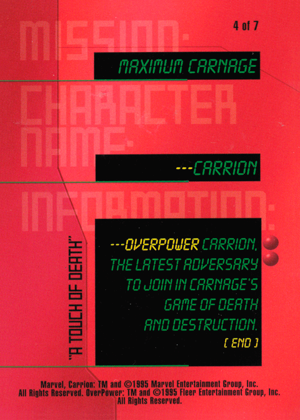 4 of 7
MISSION:
MAXIMUM CARNAGE
CHARACTER
NAME:
---CARRION
INFORMATION:
"A TOUCH OF DEATH"
---OVERPOWER CARRION,
THE LATEST ADVERSARY
TO JOIN IN CARNAGE'S
GAME OF DEATH
AND DESTRUCTION.
[ END ]
Marvel, Carrion: TM and ©1995 Marvel Entertainment Group, Inc.
All Rights Reserved. OverPower: TM and ©1995 Fleer Entertainment Group, Inc.
All Rights Reserved.